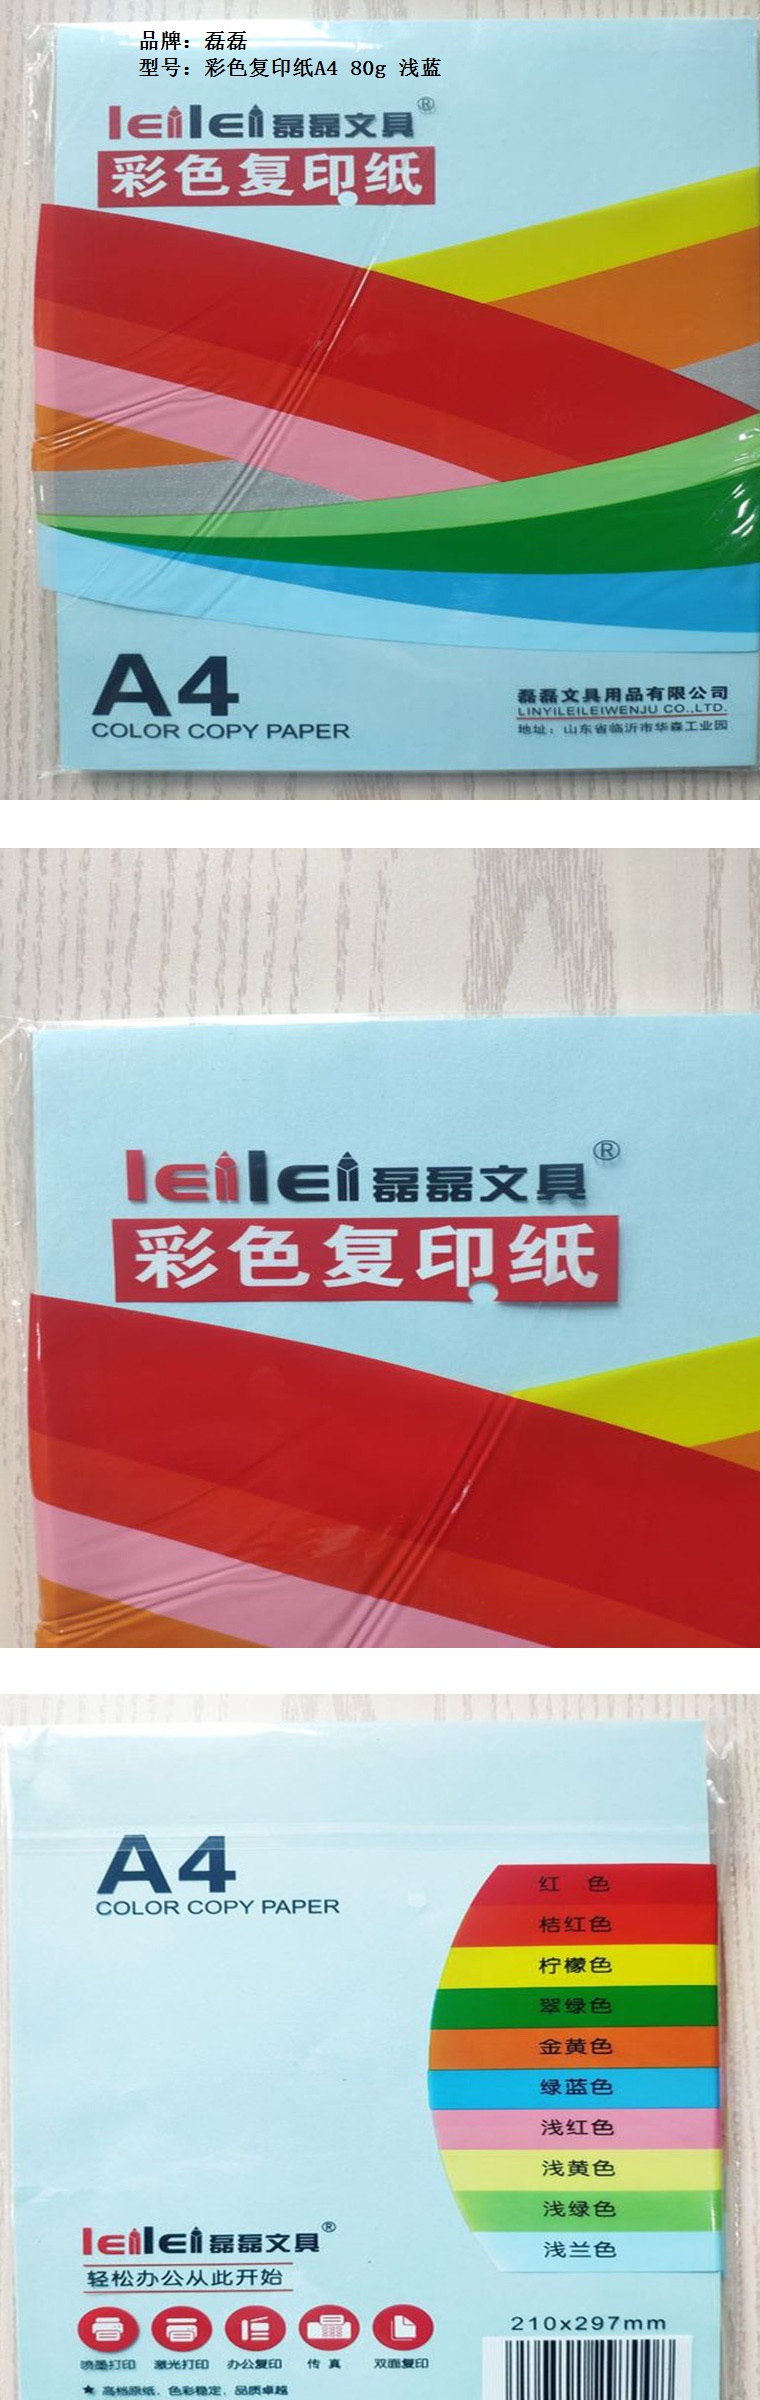 品牌：磊磊
型号：彩色复印纸A4 80g 浅蓝
leilei磊磊文具®
彩色复印纸
A4
COLOR COPY PAPER
磊磊文具用品有限公司
LINYILEILEIWENJU CO.,LTD.
地址：山东省临沂市华森工业园
leilei磊磊文具®
彩色复印纸
A4
COLOR COPY PAPER
红 色
桔红色
柠檬色
翠绿色
金黄色
绿蓝色
浅红色
浅黄色
浅绿色
浅兰色
leilei磊磊文具®
轻松办公从此开始
喷墨打印 激光打印 办公复印 传真 双面复印
★ 高档原纸、色彩稳定、品质卓越
210x297mm